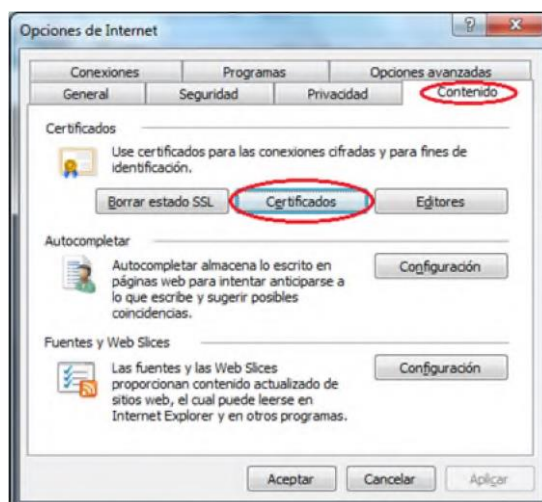 Opciones de Internet
Conexiones Programas Opciones avanzadas
General Seguridad Privacidad Contenido
Certificados
Use certificados para las conexiones cifradas y para fines de
identificación.
Borrar estado SSL Certificados Editores
Autocompletar
Autocompletar almacena lo escrito en
páginas web para intentar anticiparse a
lo que escribe y sugerir posibles
coincidencias.
Configuración
Fuentes y Web Slices
Las fuentes y las Web Slices
proporcionan contenido actualizado de
sitios web, el cual puede leerse en
Internet Explorer y en otros programas.
Configuración
Aceptar Cancelar Aplicar